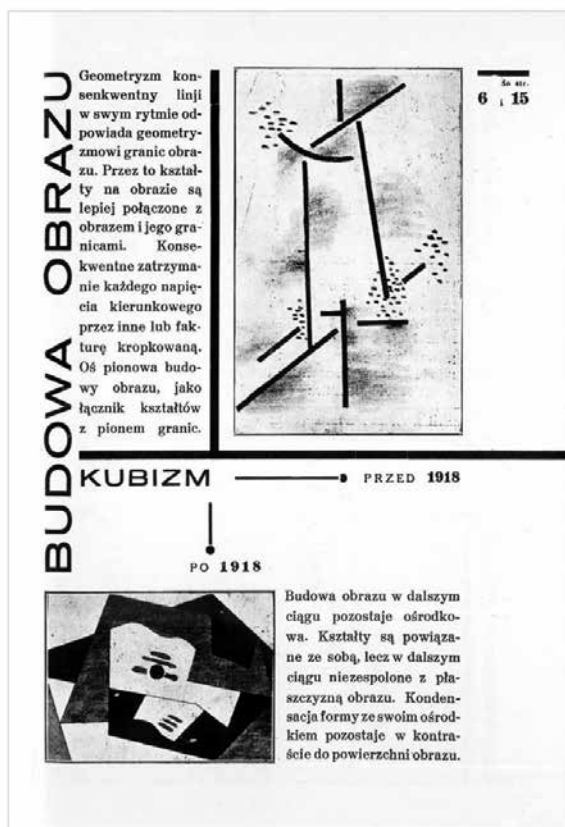 BUDOWA OBRAZU
Geometryzm kon-
senkwentny linji
w swym rytmie od-
powiada geometry-
zmowi granic obra-
zu. Przez to kształ-
ty na obrazie są
lepiej połączone z
obrazem i jego gra-
nicami. Konse-
kwentne zatrzyma-
nie każdego napię-
cia kierunkowego
przez inne lub fak-
turę kropkowaną.
Oś pionowa budo-
wy obrazu, jako
łącznik kształtów
z pionem granic.
str.
6 i 15
KUBIZM
PRZED 1918
PO 1918
Budowa obrazu w dalszym
ciągu pozostaje ośrodko-
wa. Kształty są powiąza-
ne ze sobą, lecz w dalszym
ciągu niezespolone z pła-
szczyzną obrazu. Konden-
sacja formy ze swoim ośrod-
kiem pozostaje w kontra-
ście do powierzchni obrazu.